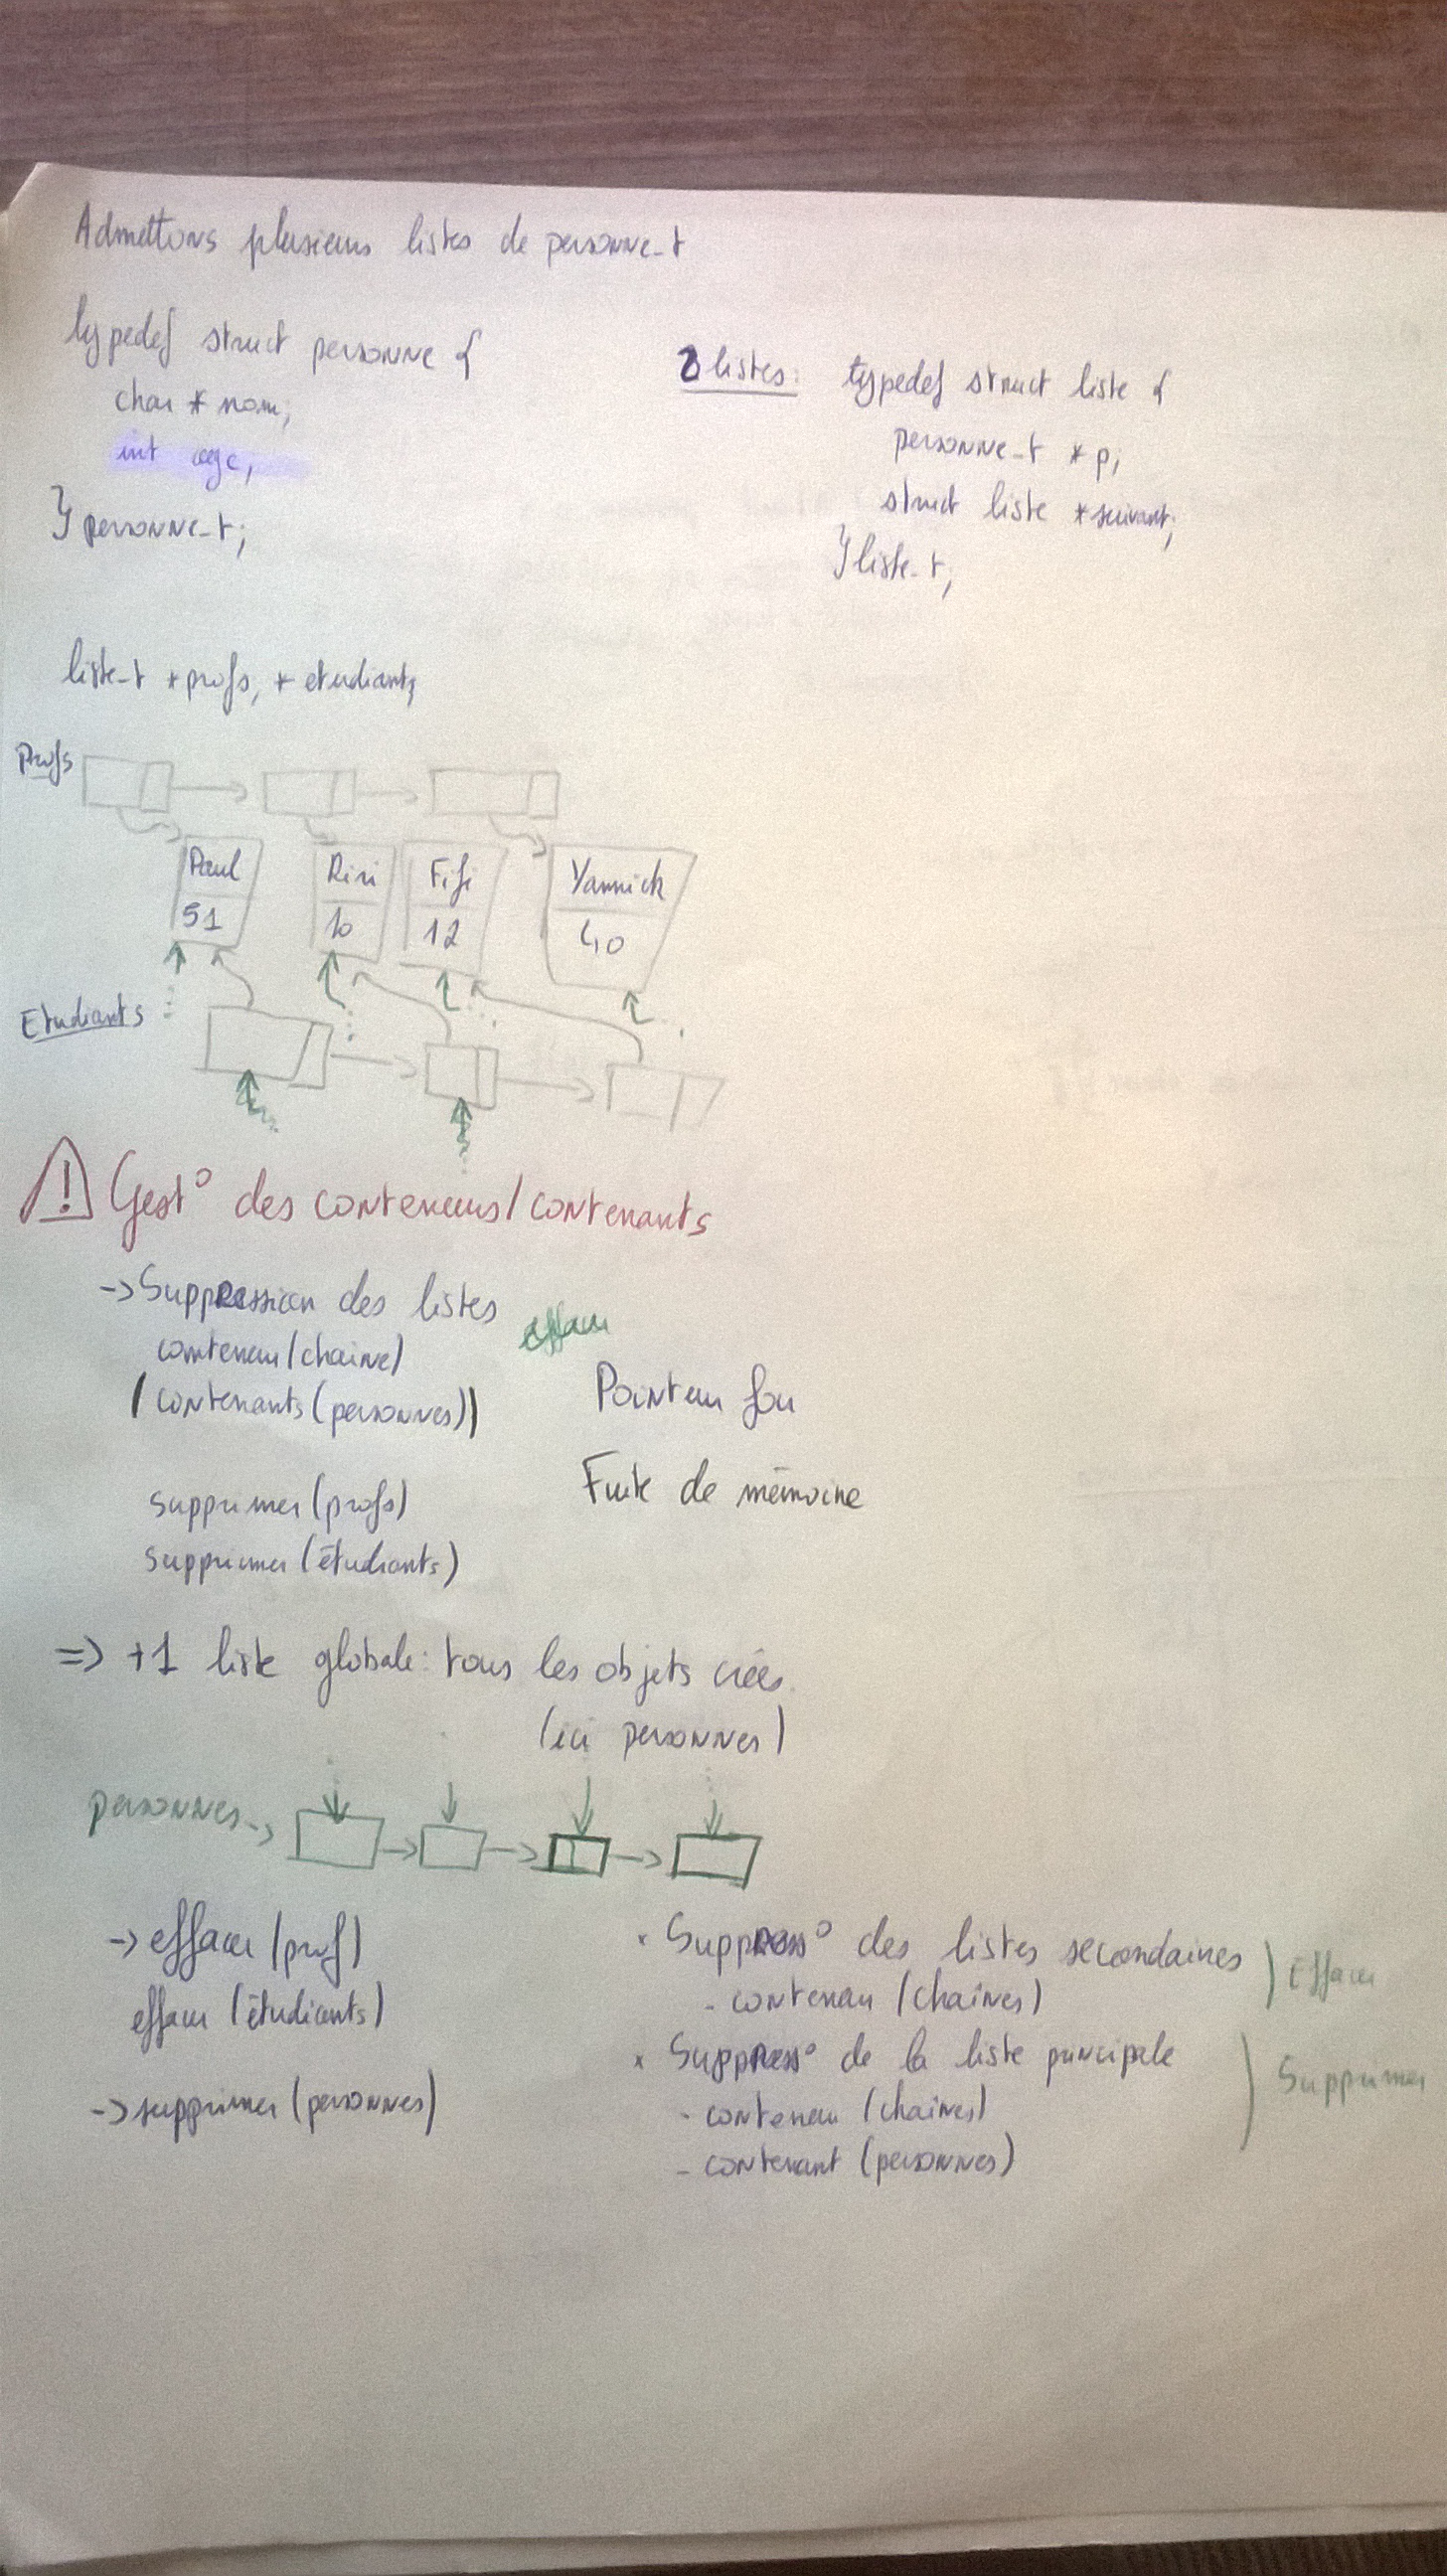 Admettons plusieurs listes de personne_t
typedef struct personne {
char * nom;
int age;
} personne_t;
2 listes: typedef struct liste {
personne_t * p;
struct liste *suivant;
} liste_t;
liste_t *profs, * etudiants;
Profs
Paul Riri Fifi Yannick
51 10 12 40
Etudiants
! Gest° des conteneurs/contenants
-> Suppression des listes
effacer
conteneur (chaine)
(contenants (personnes))
Pointeur fou
Fuite de mémoire
supprimer (profs)
supprimer (étudiants)
=> +1 liste globale : tous les objets créés.
(ici personnes)
personnes ->
-> effacer (prof)
effacer (étudiants)
-> supprimer (personnes)
x Suppress° des listes secondaires ) Effacer
- conteneur (chaînes)
x Suppress° de la liste principale ) Supprimer
- conteneur (chaines)
- contenant (personnes)